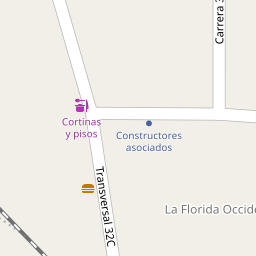 Carrera 3
Cortinas
y pisos
Constructores
asociados
Transversal 32C
La Florida Occide